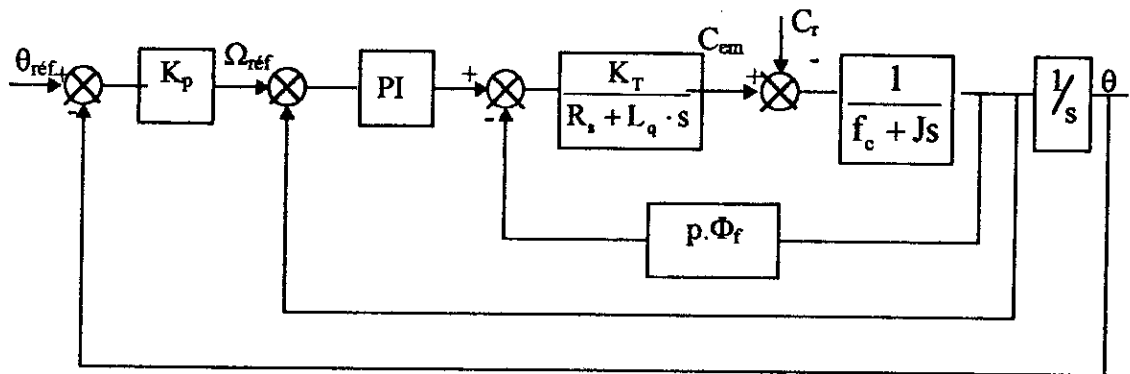 θréf + -
Kp
Ωréf
PI
+ -
KT
Rs + Lq · s
Cem
Cr
+ -
1
fc + Js
1/s
θ
p.Φf